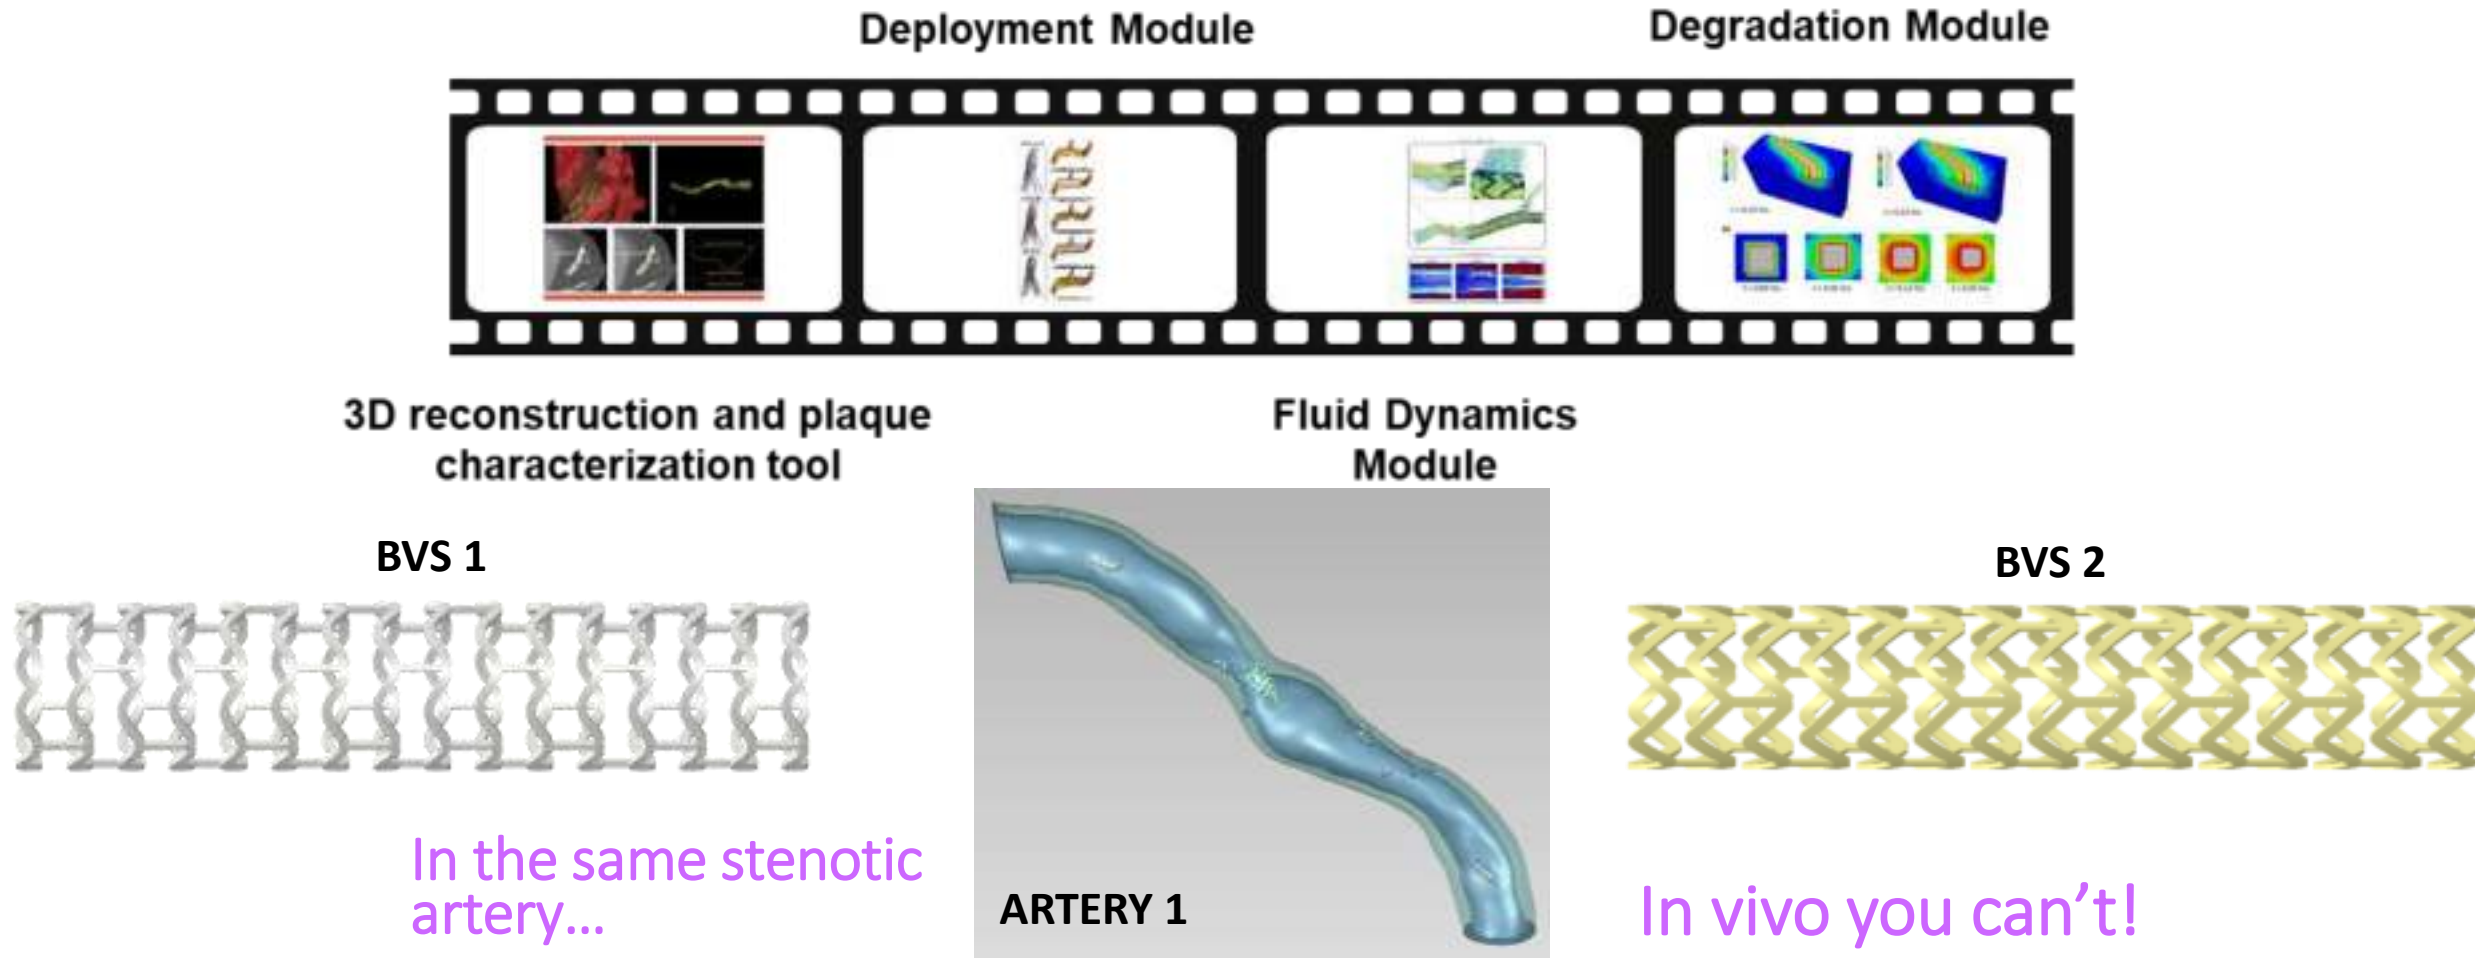 Deployment Module
Degradation Module
3D reconstruction and plaque
characterization tool
Fluid Dynamics
Module
BVS 1
BVS 2
In the same stenotic
artery…
ARTERY 1
In vivo you can’t!